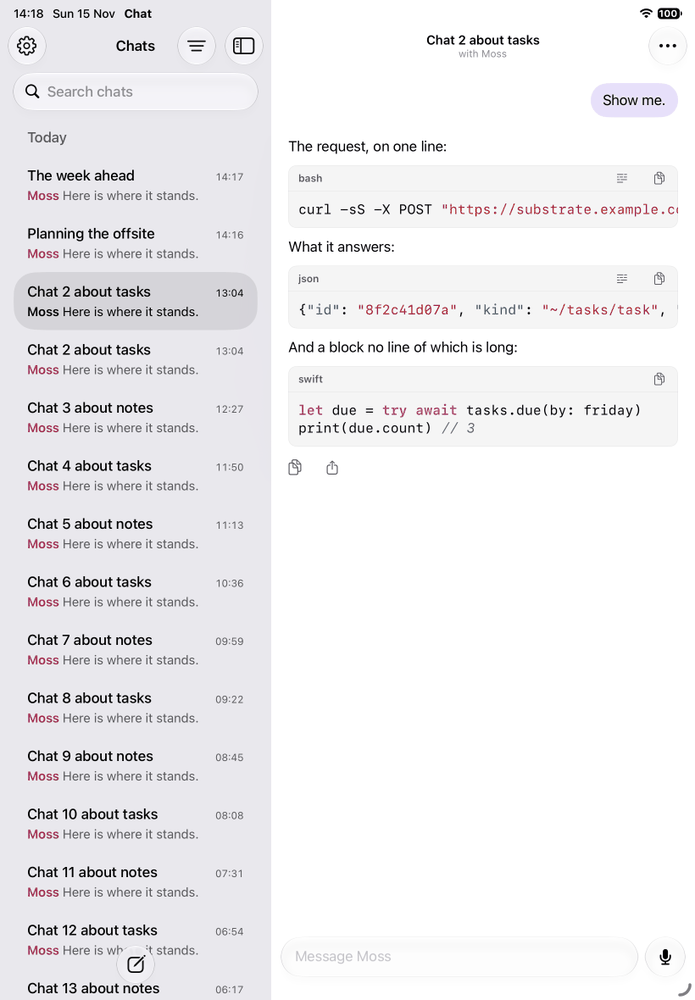 14:18 Sun 15 Nov Chat
100
Chats
Search chats
Today
The week ahead 14:17
Moss Here is where it stands.
Planning the offsite 14:16
Moss Here is where it stands.
Chat 2 about tasks 13:04
Moss Here is where it stands.
Chat 2 about tasks 13:04
Moss Here is where it stands.
Chat 3 about notes 12:27
Moss Here is where it stands.
Chat 4 about tasks 11:50
Moss Here is where it stands.
Chat 5 about notes 11:13
Moss Here is where it stands.
Chat 6 about tasks 10:36
Moss Here is where it stands.
Chat 7 about notes 09:59
Moss Here is where it stands.
Chat 8 about tasks 09:22
Moss Here is where it stands.
Chat 9 about notes 08:45
Moss Here is where it stands.
Chat 10 about tasks 08:08
Moss Here is where it stands.
Chat 11 about notes 07:31
Moss Here is where it stands.
Chat 12 about tasks 06:54
Moss Here is where it stands.
Chat 13 about notes 06:17
Chat 2 about tasks
with Moss
Show me.
The request, on one line:
bash
curl -sS -X POST "https://substrate.example.co
What it answers:
json
{"id": "8f2c41d07a", "kind": "~/tasks/task",
And a block no line of which is long:
swift
let due = try await tasks.due(by: friday)
print(due.count) // 3
Message Moss